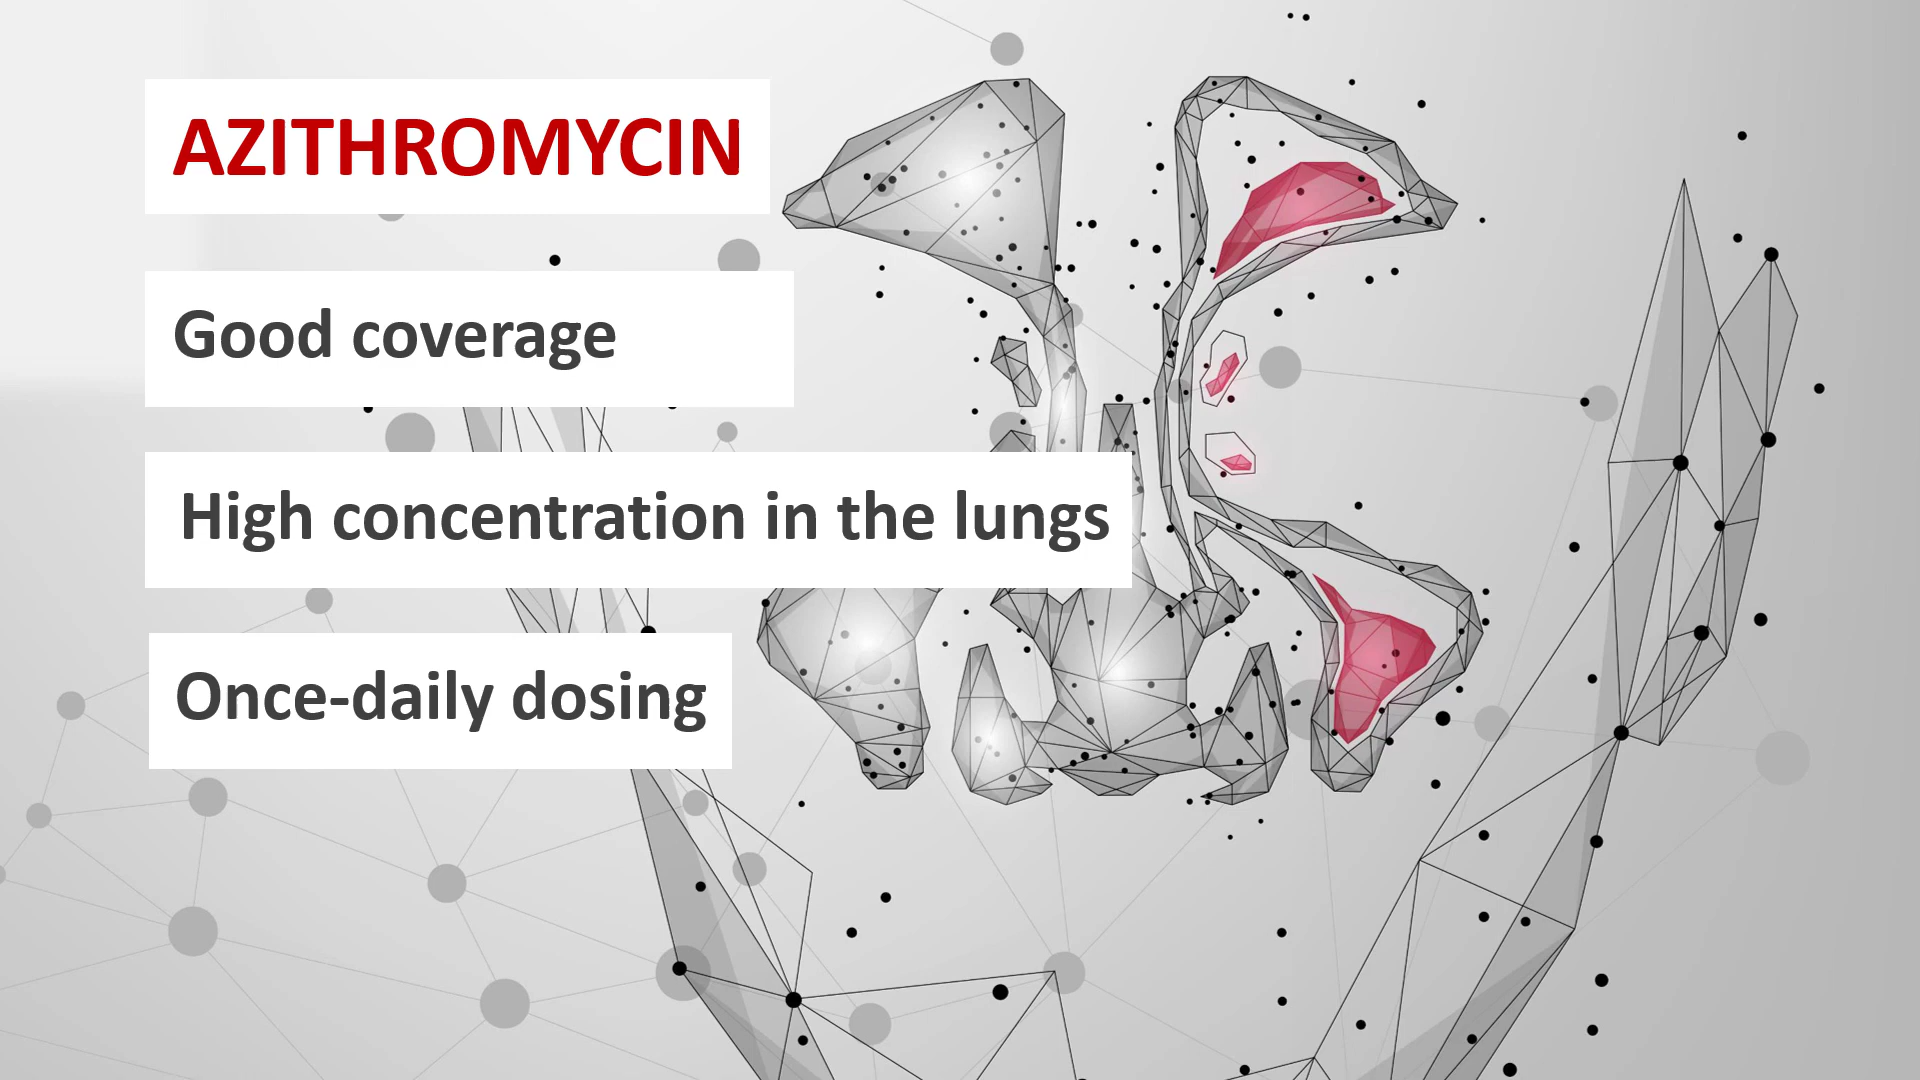 AZITHROMYCIN
Good coverage
High concentration in the lungs
Once-daily dosing